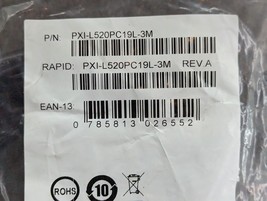 P/N: PXI-L520PC19L-3M
RAPID: PXI-L520PC19L-3M REV.A
EAN-13
0 785813 026552
ROHS
10